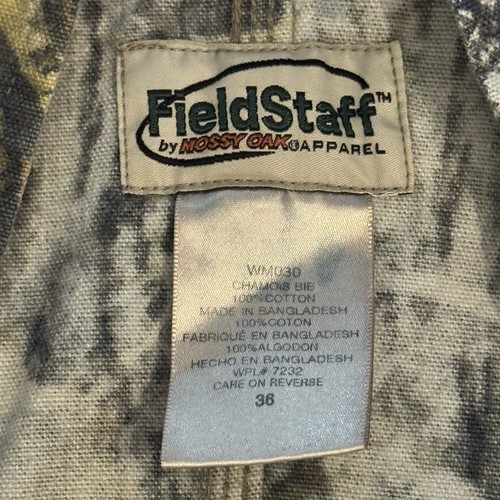 FieldStaff™
by MOSSY OAK® APPAREL
WM030
CHAMOIS BIB
100%COTTON
MADE IN BANGLADESH
100%COTON
FABRIQUÉ EN BANGLADESH
100%ALGODON
HECHO EN BANGLADESH
WPL# 7232
CARE ON REVERSE
36